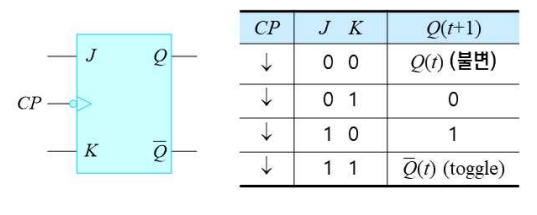 J Q
CP
K Q̅
CP J K Q(t+1)
↓ 0 0 Q(t) (불변)
↓ 0 1 0
↓ 1 0 1
↓ 1 1 Q̅(t) (toggle)